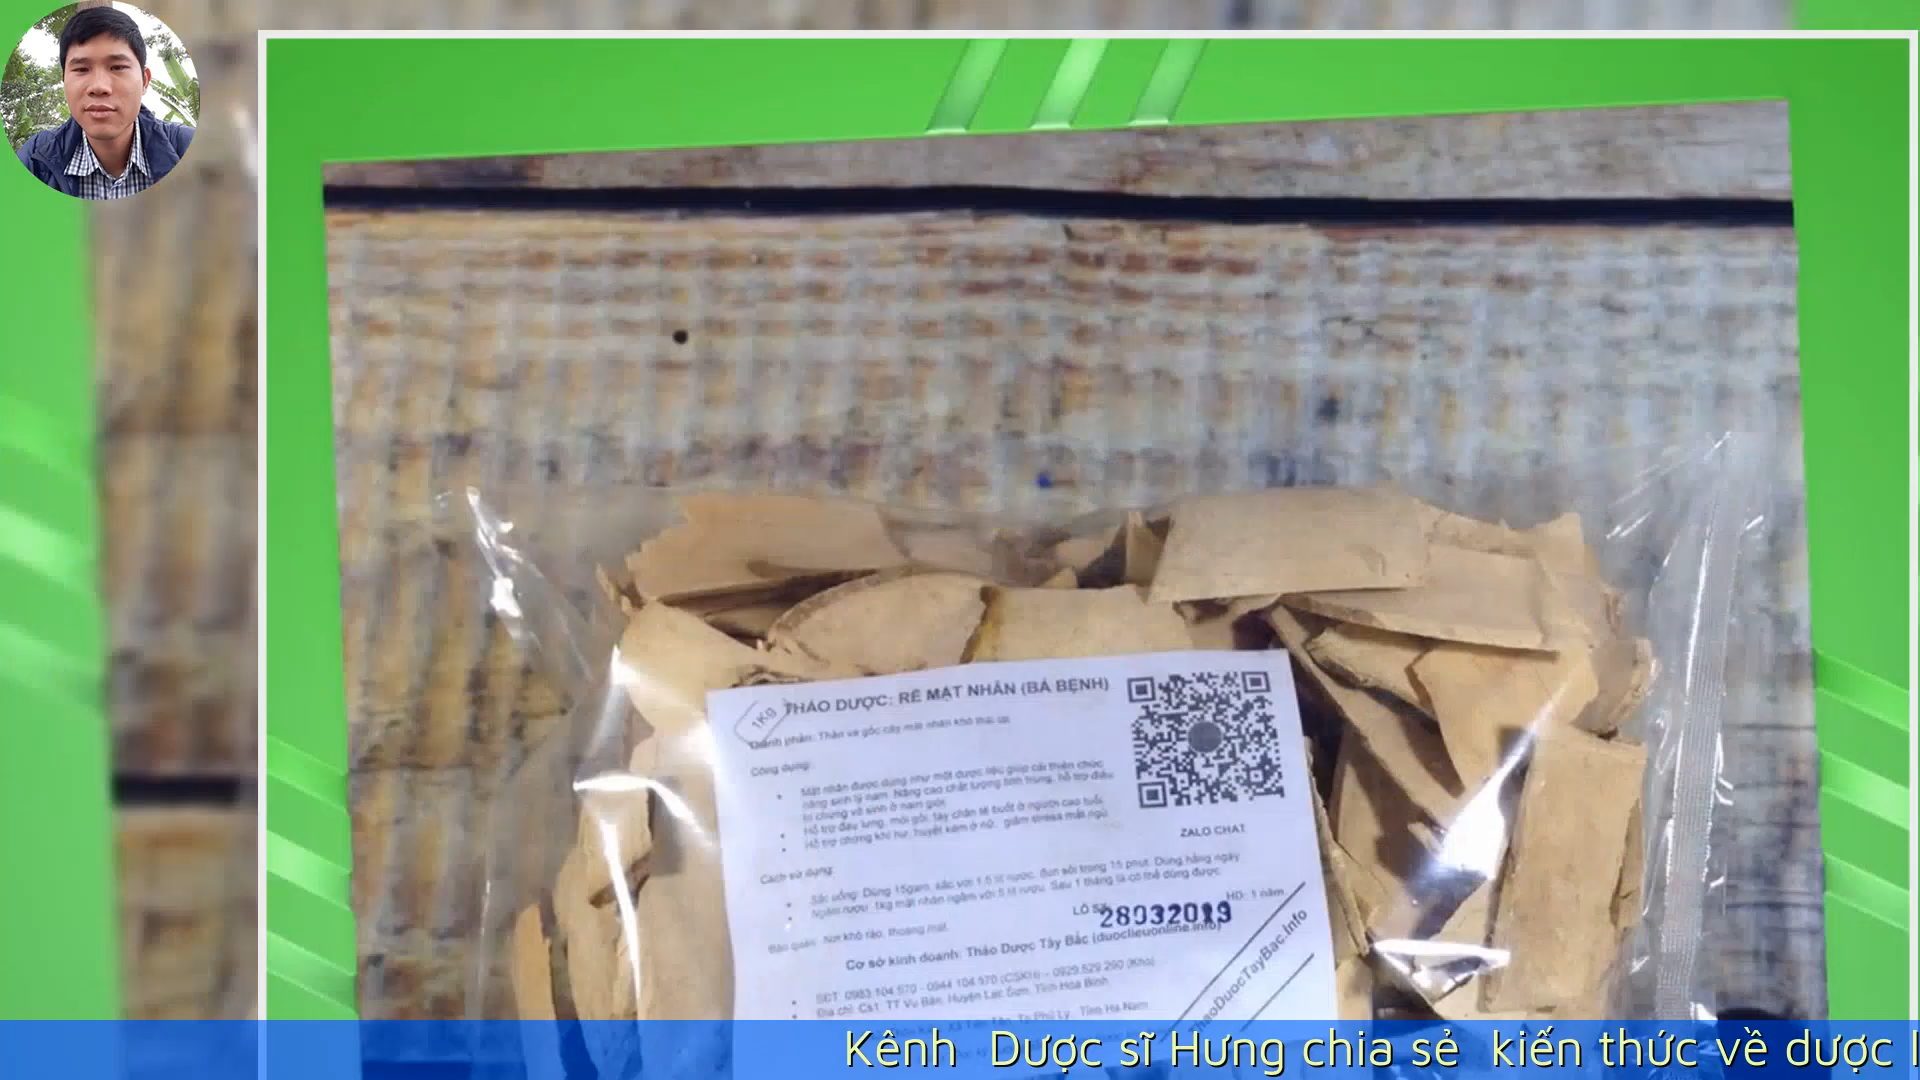 1Kg
THẢO DƯỢC: RỄ MẬT NHÂN (BÁ BỆNH)
Thành phần: Thân và gốc cây mật nhân khô thái lát
Công dụng:
Mật nhân được dùng như một dược liệu giúp cải thiện chức
năng sinh lý nam. Nâng cao chất lượng tinh trùng, hỗ trợ điều
trị chứng vô sinh ở nam giới
Hỗ trợ đau lưng, mỏi gối, tay chân tê buốt ở người cao tuổi
Hỗ trợ chứng khí hư, huyết kém ở nữ, giảm stress mất ngủ
ZALO CHAT
Cách sử dụng:
Sắc uống: Dùng 15gam, sắc với 1.5 lít nước, đun sôi trong 15 phút. Dùng hằng ngày
Ngâm rượu: 1kg mật nhân ngâm với 5 lít rượu. Sau 1 tháng là có thể dùng được
Bảo quản: Nơi khô ráo, thoáng mát.
LÔ SX
28032019
HD: 1 năm
Cơ sở kinh doanh: Thảo Dược Tây Bắc (duoclieuonline.info)
SĐT: 0983.104.570 - 0944.104.570 (CSKH) - 0929.529.290 (Kho)
Địa chỉ: Cs1: TT Vụ Bản, Huyện Lạc Sơn, Tỉnh Hòa Bình
Tp Phủ Lý, Tỉnh Hà Nam
ThaoDuocTayBac.Info
Kênh Dược sĩ Hưng chia sẻ kiến thức về dược l